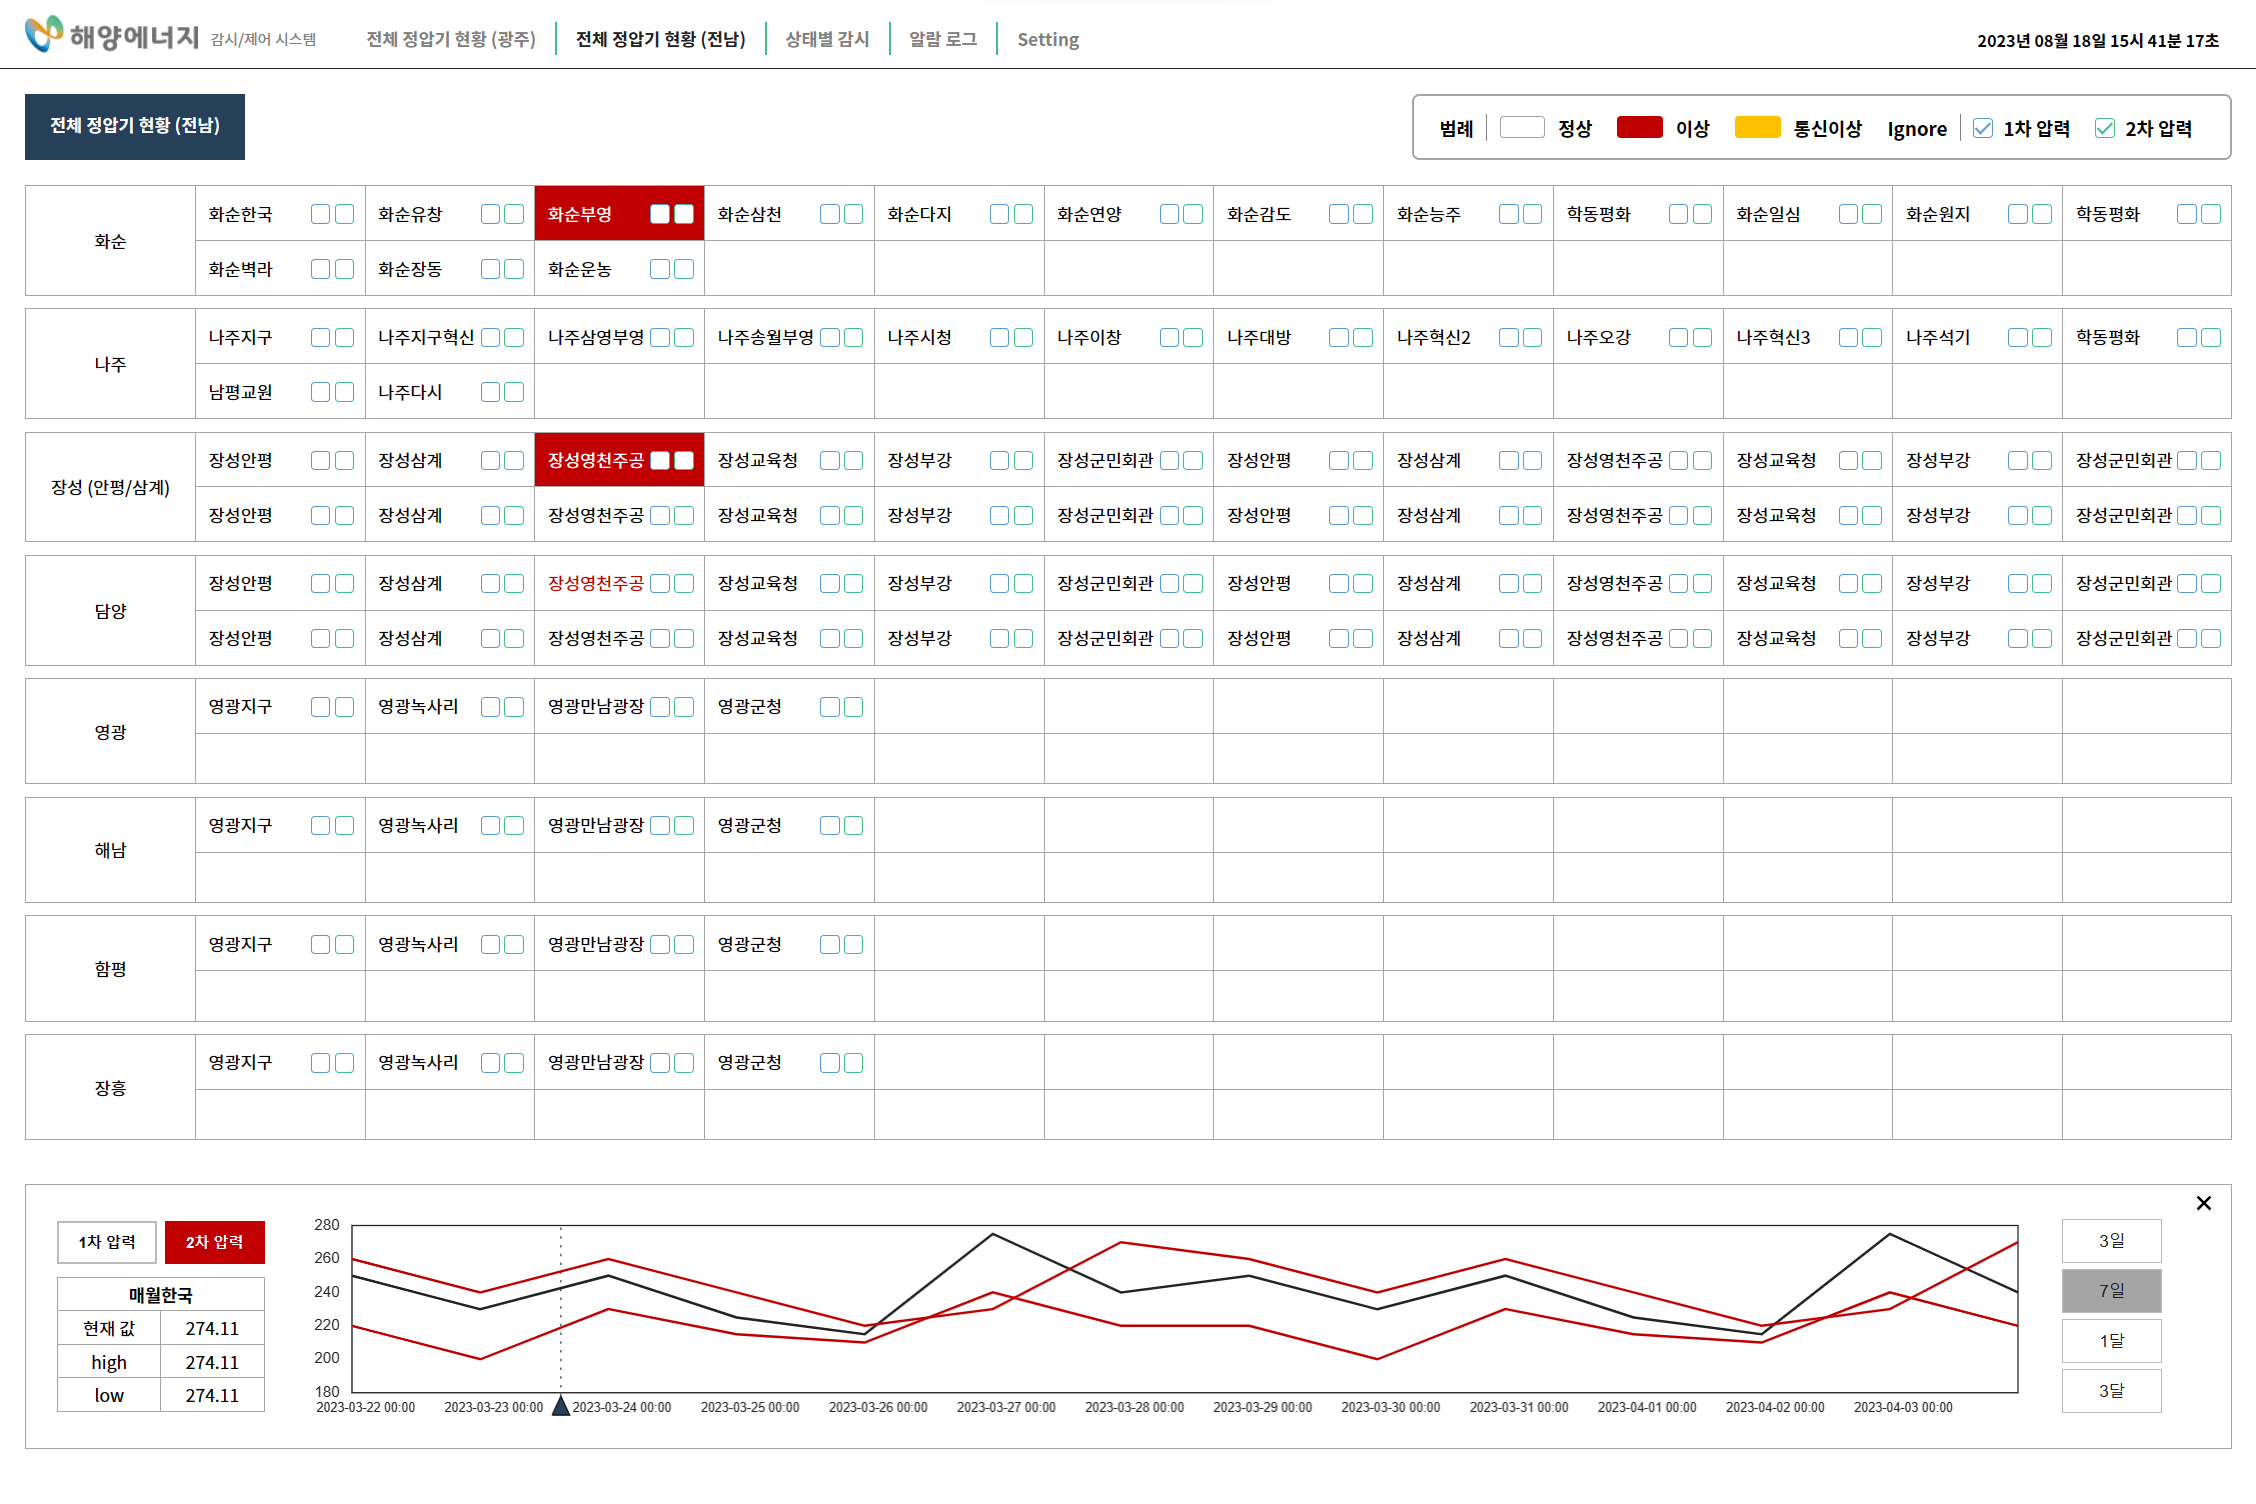 해양에너지 감시/제어 시스템 전체 정압기 현황 (광주) 전체 정압기 현황 (전남) 상태별 감시 알람 로그 Setting 2023년 08월 18일 15시 41분 17초
전체 정압기 현황 (전남)
범례 정상 이상 통신이상 Ignore 1차 압력 2차 압력
화순
화순한국 화순유창 화순부영 화순삼천 화순다지 화순연양 화순감도 화순능주 학동평화 화순일심 화순원지 학동평화
화순벽라 화순장동 화순운농
나주
나주지구 나주지구혁신 나주삼영부영 나주송월부영 나주시청 나주이창 나주대방 나주혁신2 나주오강 나주혁신3 나주석기 학동평화
남평교원 나주다시
장성 (안평/삼계)
장성안평 장성삼계 장성영천주공 장성교육청 장성부강 장성군민회관 장성안평 장성삼계 장성영천주공 장성교육청 장성부강 장성군민회관
장성안평 장성삼계 장성영천주공 장성교육청 장성부강 장성군민회관 장성안평 장성삼계 장성영천주공 장성교육청 장성부강 장성군민회관
담양
장성안평 장성삼계 장성영천주공 장성교육청 장성부강 장성군민회관 장성안평 장성삼계 장성영천주공 장성교육청 장성부강 장성군민회관
장성안평 장성삼계 장성영천주공 장성교육청 장성부강 장성군민회관 장성안평 장성삼계 장성영천주공 장성교육청 장성부강 장성군민회관
영광
영광지구 영광녹사리 영광만남광장 영광군청
해남
영광지구 영광녹사리 영광만남광장 영광군청
함평
영광지구 영광녹사리 영광만남광장 영광군청
장흥
영광지구 영광녹사리 영광만남광장 영광군청
1차 압력 2차 압력
매월한국
현재 값 274.11
high 274.11
low 274.11
280
260
240
220
200
180
2023-03-22 00:00 2023-03-23 00:00 2023-03-24 00:00 2023-03-25 00:00 2023-03-26 00:00 2023-03-27 00:00 2023-03-28 00:00 2023-03-29 00:00 2023-03-30 00:00 2023-03-31 00:00 2023-04-01 00:00 2023-04-02 00:00 2023-04-03 00:00
3일
7일
1달
3달